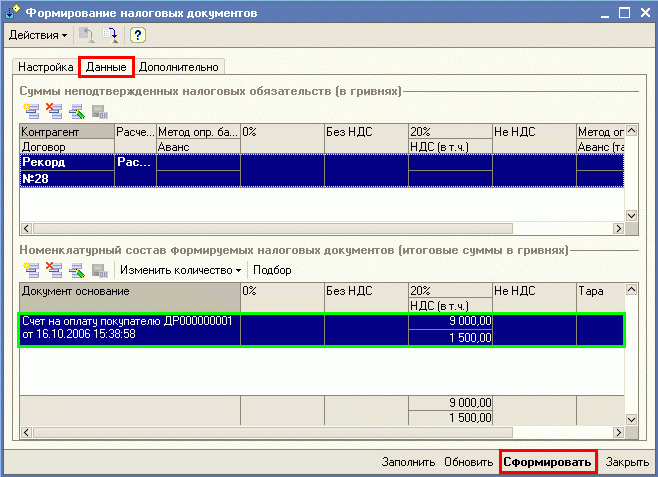 Формирование налоговых документов
Действия
Настройка Данные Дополнительно
Суммы неподтвержденных налоговых обязательств (в гривнях)
Контрагент Расче... Метод опр. ба... 0% Без НДС 20% Не НДС Метод оп
Договор Аванс НДС (в т.ч.) Аванс (та
Рекорд Рас...
№28
Номенклатурный состав формируемых налоговых документов (итоговые суммы в гривнях)
Изменить количество Подбор
Документ основание 0% Без НДС 20% Не НДС Тара
НДС (в т.ч.)
Счет на оплату покупателю ДР000000001 9 000,00
от 16.10.2006 15:38:58 1 500,00
9 000,00
1 500,00
Заполнить Обновить Сформировать Закрыть